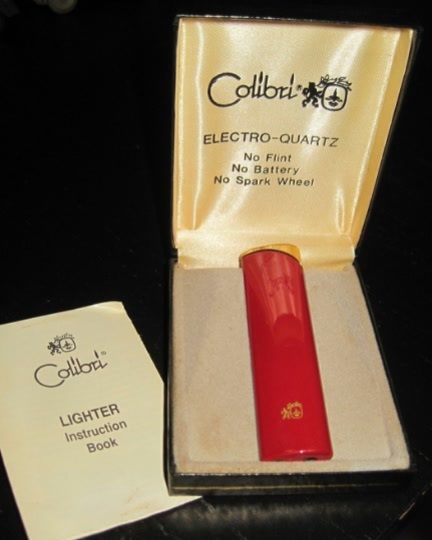 Colibri®
ELECTRO-QUARTZ
No Flint
No Battery
No Spark Wheel
Colibri®
LIGHTER
Instruction
Book